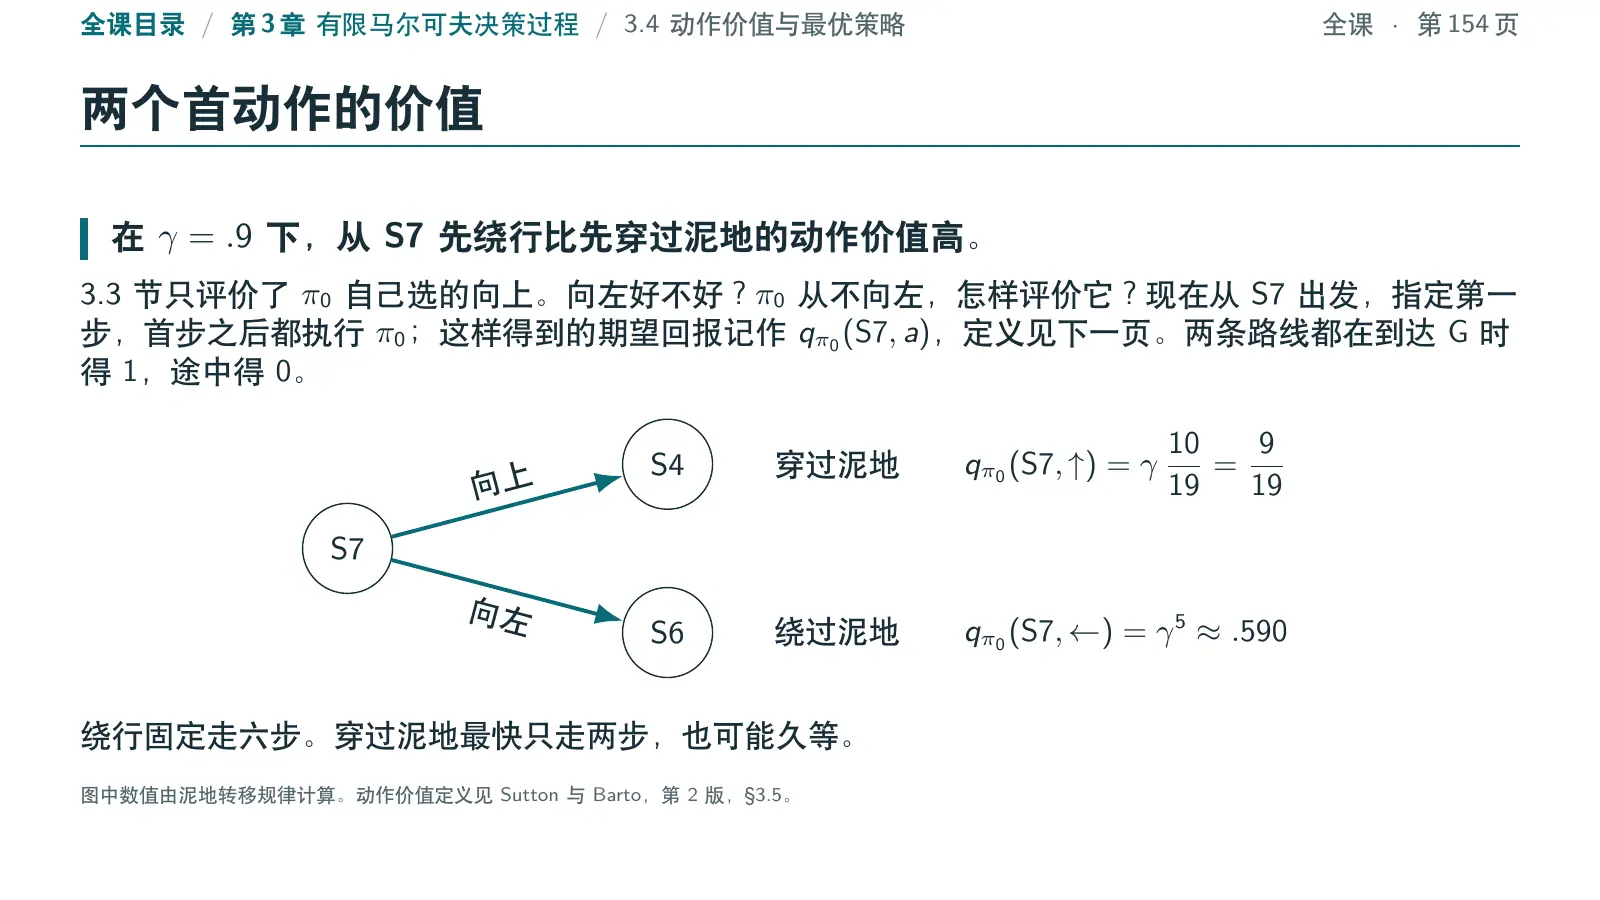 全课目录 / 第 3 章 有限马尔可夫决策过程 / 3.4 动作价值与最优策略
全课 · 第 154 页
两个首动作的价值
在 γ = .9 下，从 S7 先绕行比先穿过泥地的动作价值高。
3.3 节只评价了 π₀ 自己选的向上。向左好不好？π₀ 从不向左，怎样评价它？现在从 S7 出发，指定第一
步，首步之后都执行 π₀；这样得到的期望回报记作 q_{π₀}(S7, a)，定义见下一页。两条路线都在到达 G 时
得 1，途中得 0。
S7
向上
S4
穿过泥地 q_{π₀}(S7, ↑) = γ 10/19 = 9/19
向左
S6
绕过泥地 q_{π₀}(S7, ←) = γ⁵ ≈ .590
绕行固定走六步。穿过泥地最快只走两步，也可能久等。
图中数值由泥地转移规律计算。动作价值定义见 Sutton 与 Barto，第 2 版，§3.5。